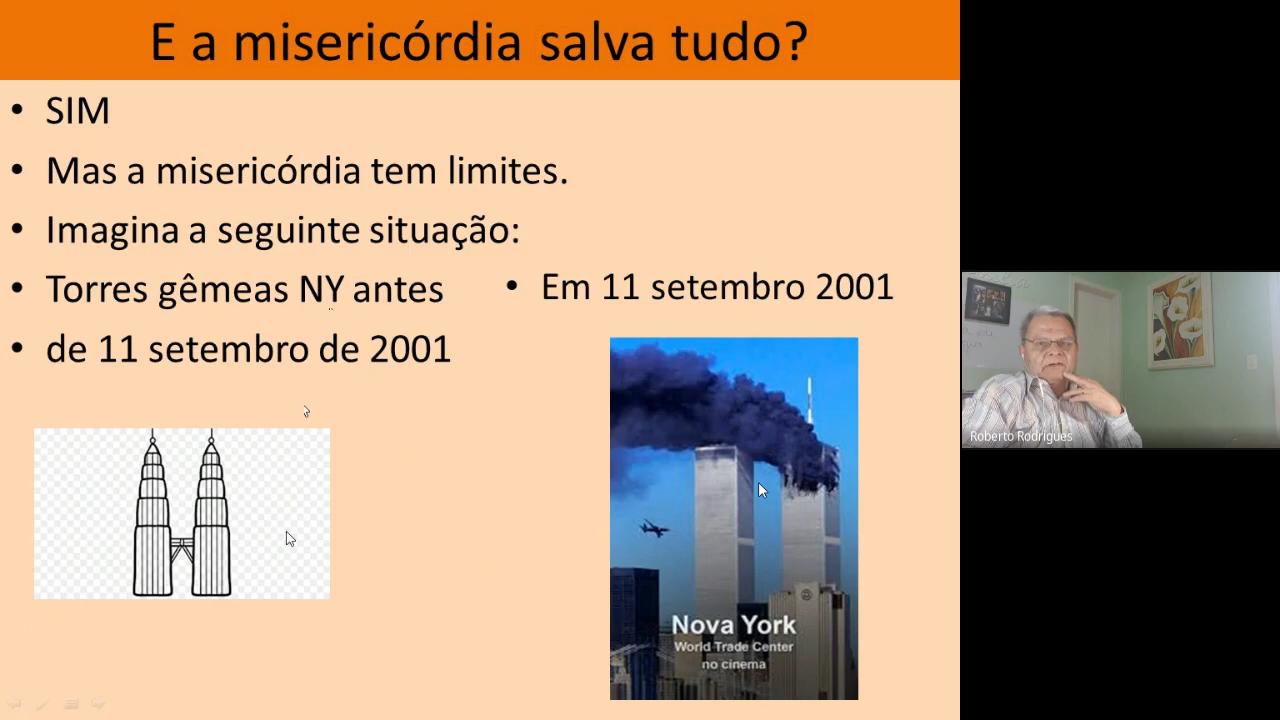 E a misericórdia salva tudo?
• SIM
• Mas a misericórdia tem limites.
• Imagina a seguinte situação:
• Torres gêmeas NY antes
• de 11 setembro de 2001
• Em 11 setembro 2001
Nova York
World Trade Center
no cinema
Roberto Rodrigues